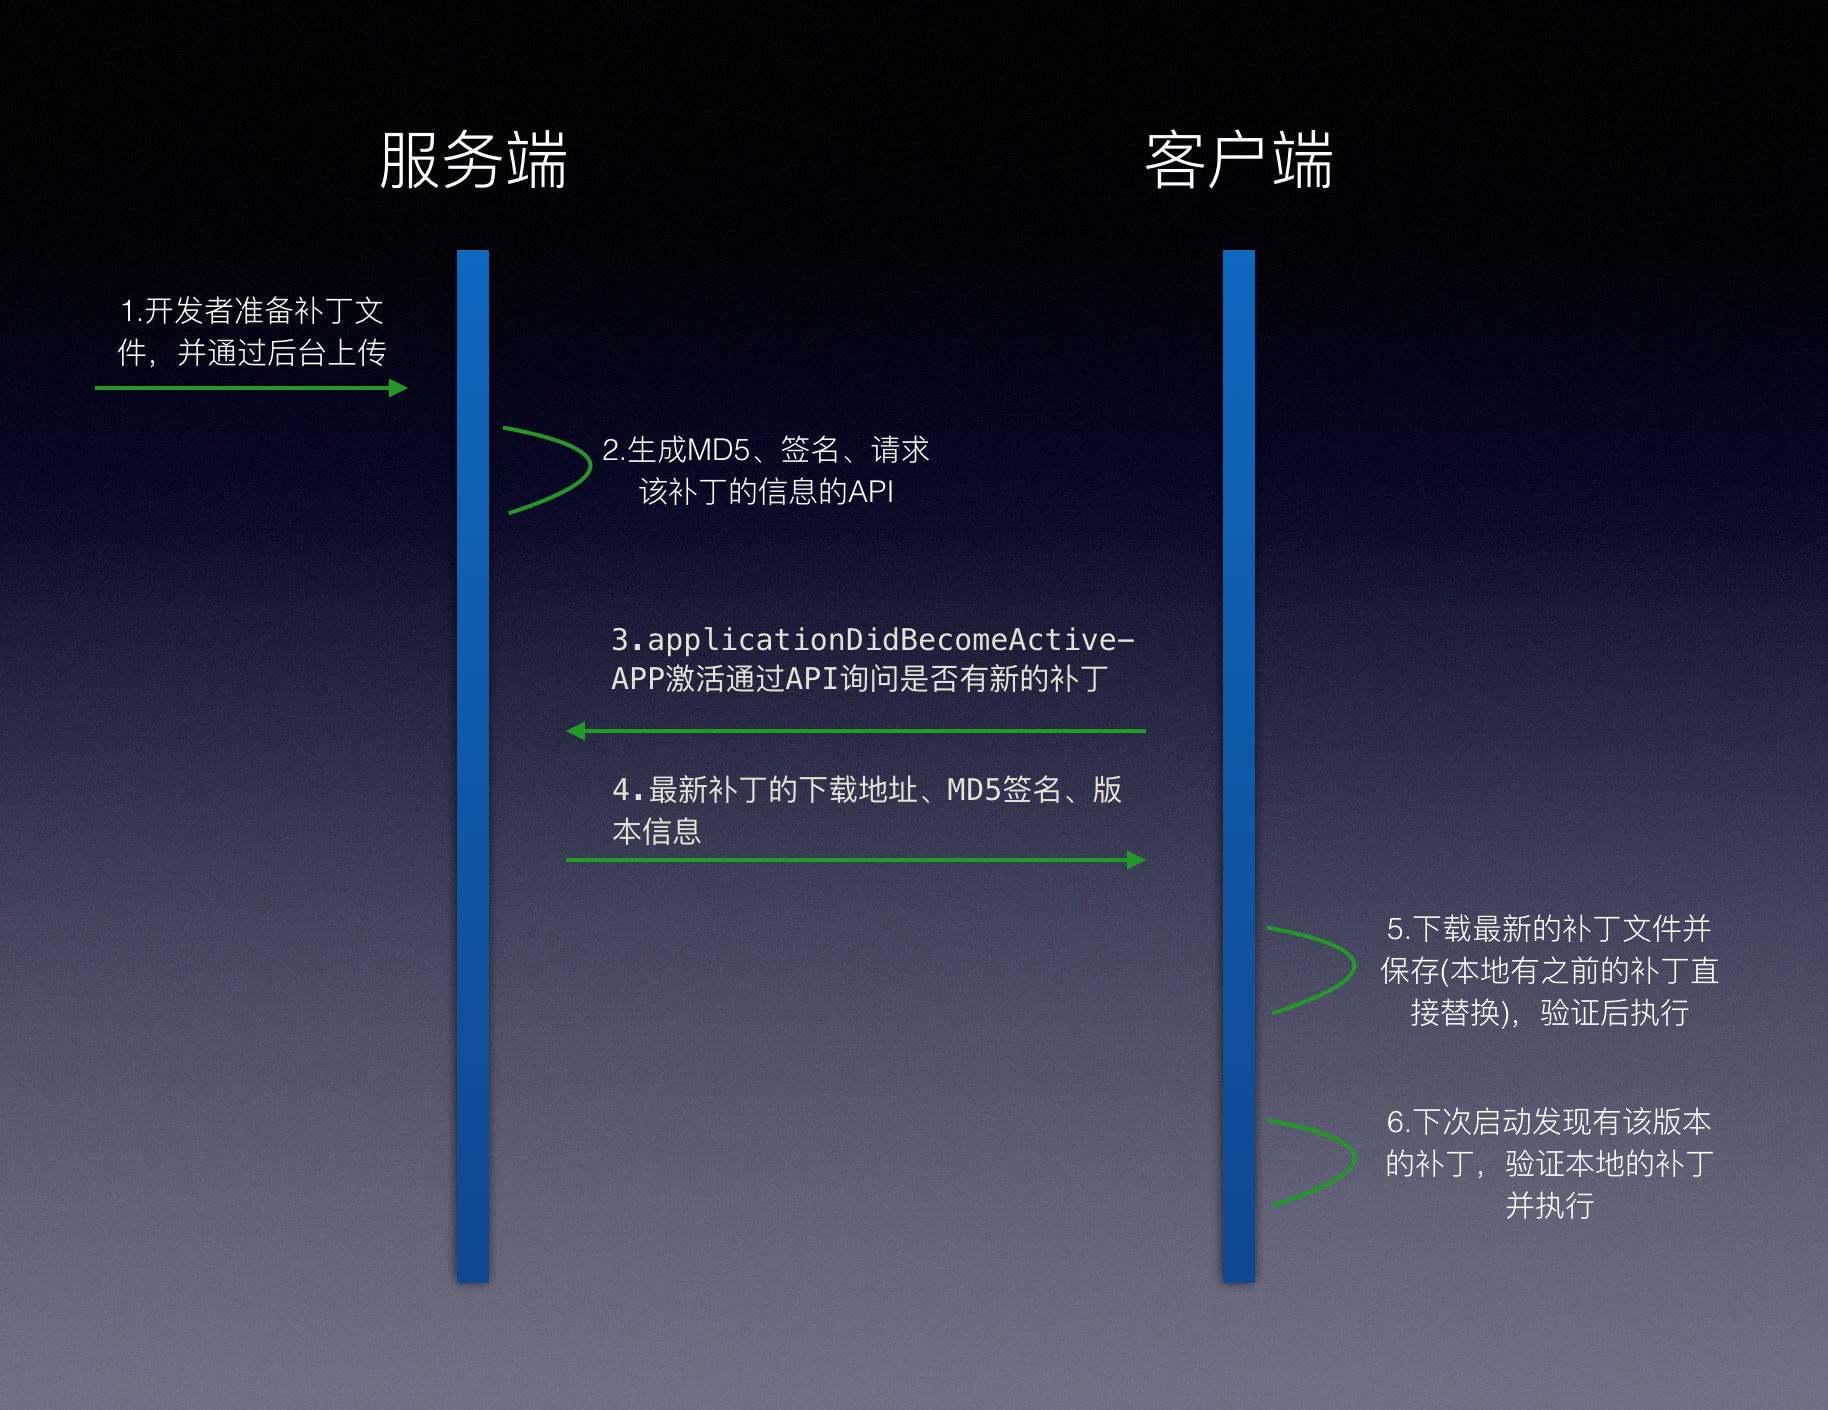 服务端
客户端
1.开发者准备补丁文
件，并通过后台上传
2.生成MD5、签名、请求
该补丁的信息的API
3.applicationDidBecomeActive-
APP激活通过API询问是否有新的补丁
4.最新补丁的下载地址、MD5签名、版
本信息
5.下载最新的补丁文件并
保存(本地有之前的补丁直
接替换)，验证后执行
6.下次启动发现有该版本
的补丁，验证本地的补丁
并执行